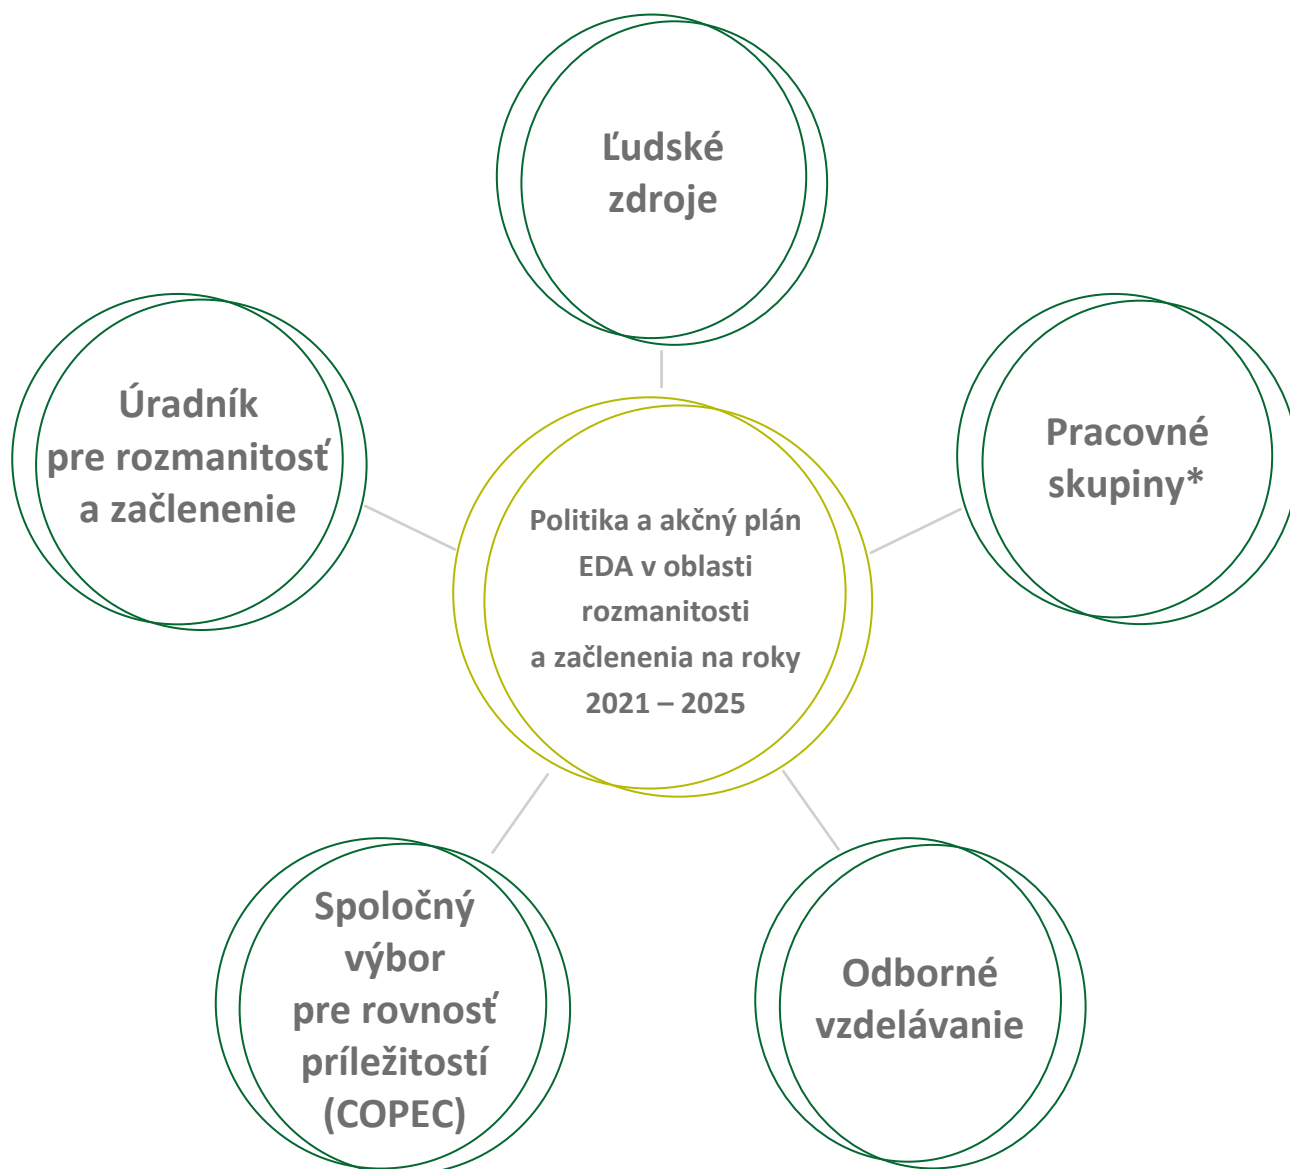 Ľudské
zdroje
Úradník
pre rozmanitosť
a začlenenie
Pracovné
skupiny*
Politika a akčný plán
EDA v oblasti
rozmanitosti
a začlenenia na roky
2021 – 2025
Spoločný
výbor
pre rovnosť
príležitostí
(COPEC)
Odborné
vzdelávanie